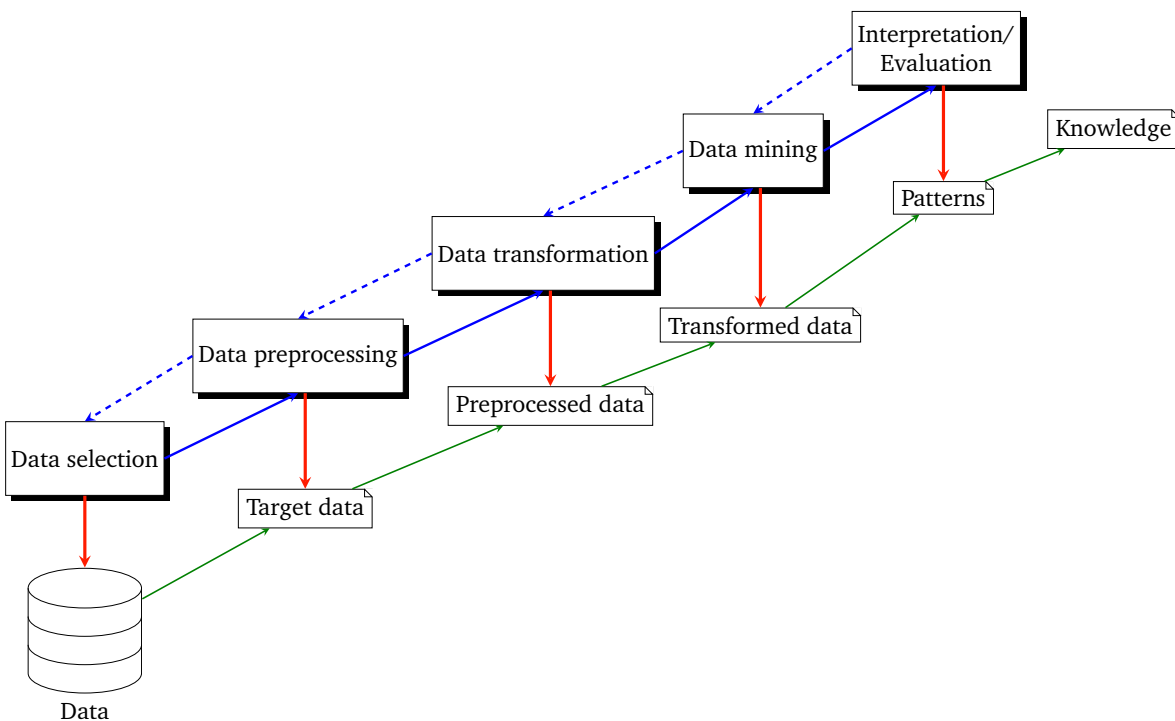 Interpretation/
Evaluation
Knowledge
Data mining
Patterns
Data transformation
Transformed data
Data preprocessing
Preprocessed data
Data selection
Target data
Data